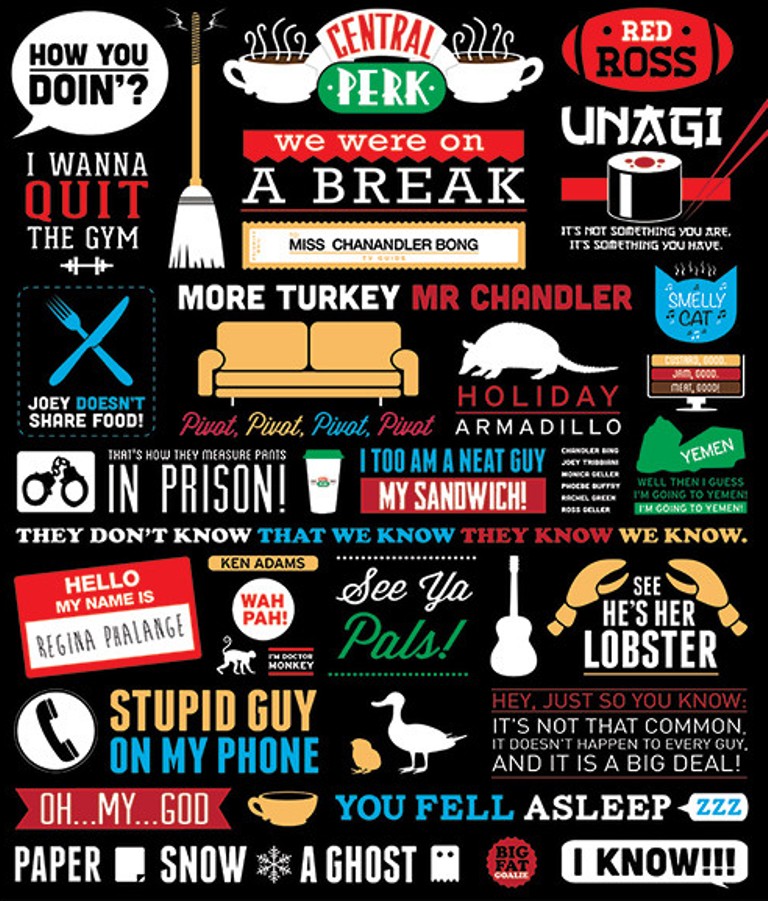 HOW YOU
DOIN'?
CENTRAL
PERK
RED
ROSS
I WANNA
QUIT
THE GYM
we were on
A BREAK
MISS CHANANDLER BONG
TV GUIDE
UNAGI
IT'S NOT SOMETHING YOU ARE,
IT'S SOMETHING YOU HAVE.
MORE TURKEY MR CHANDLER
SMELLY
CAT
JOEY DOESN'T
SHARE FOOD!
Pivot, Pivot, Pivot, Pivot
HOLIDAY
ARMADILLO
CUSTARD, GOOD.
JAM, GOOD.
MEAT, GOOD!
THAT'S HOW THEY MEASURE PANTS
IN PRISON!
I TOO AM A NEAT GUY
MY SANDWICH!
CHANDLER BING
JOEY TRIBBIANI
MONICA GELLER
PHOEBE BUFFAY
RACHEL GREEN
ROSS GELLER
YEMEN
WELL THEN I GUESS
I'M GOING TO YEMEN!
I'M GOING TO YEMEN!
THEY DON'T KNOW THAT WE KNOW THEY KNOW WE KNOW.
HELLO
MY NAME IS
REGINA PHALANGE
KEN ADAMS
WAH
PAH!
I'M DOCTOR
MONKEY
See Ya
Pals!
SEE
HE'S HER
LOBSTER
STUPID GUY
ON MY PHONE
HEY, JUST SO YOU KNOW:
IT'S NOT THAT COMMON,
IT DOESN'T HAPPEN TO EVERY GUY,
AND IT IS A BIG DEAL!
OH...MY...GOD
YOU FELL ASLEEP ZZZ
PAPER SNOW A GHOST
BIG
FAT
GOALIE
I KNOW!!!